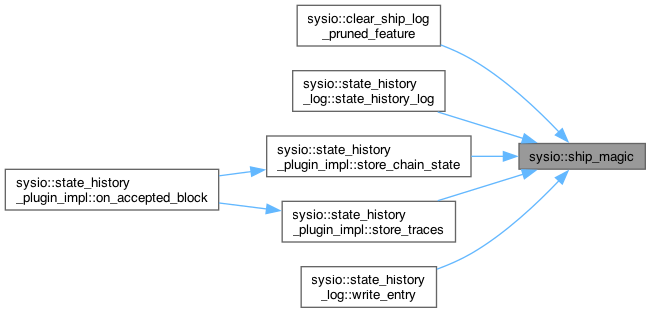 sysio::clear_ship_log
_pruned_feature
sysio::state_history
_log::state_history_log
sysio::state_history
_plugin_impl::store_chain_state
sysio::ship_magic
sysio::state_history
_plugin_impl::on_accepted_block
sysio::state_history
_plugin_impl::store_traces
sysio::state_history
_log::write_entry